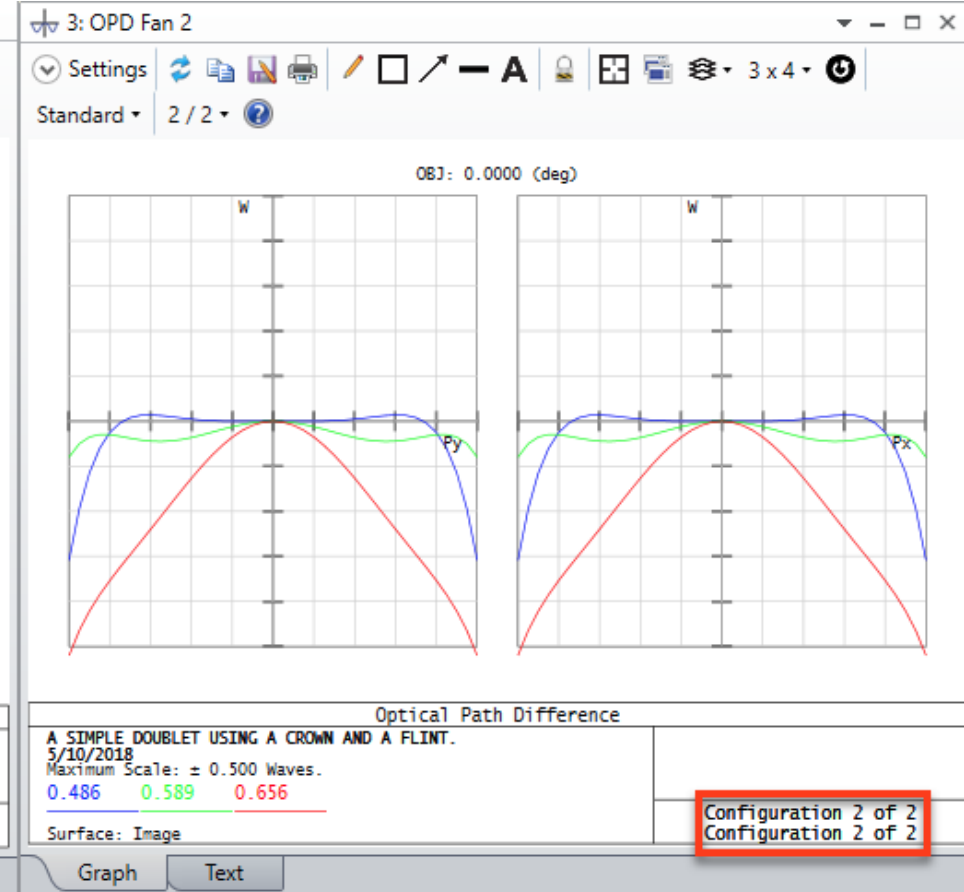 3: OPD Fan 2
Settings
A
3 x 4
Standard
2 / 2
?
OBJ: 0.0000 (deg)
W
W
Py
Px
Optical Path Difference
A SIMPLE DOUBLET USING A CROWN AND A FLINT.
5/10/2018
Maximum Scale: ± 0.500 Waves.
0.486 0.589 0.656
Surface: Image
Configuration 2 of 2
Configuration 2 of 2
Graph
Text